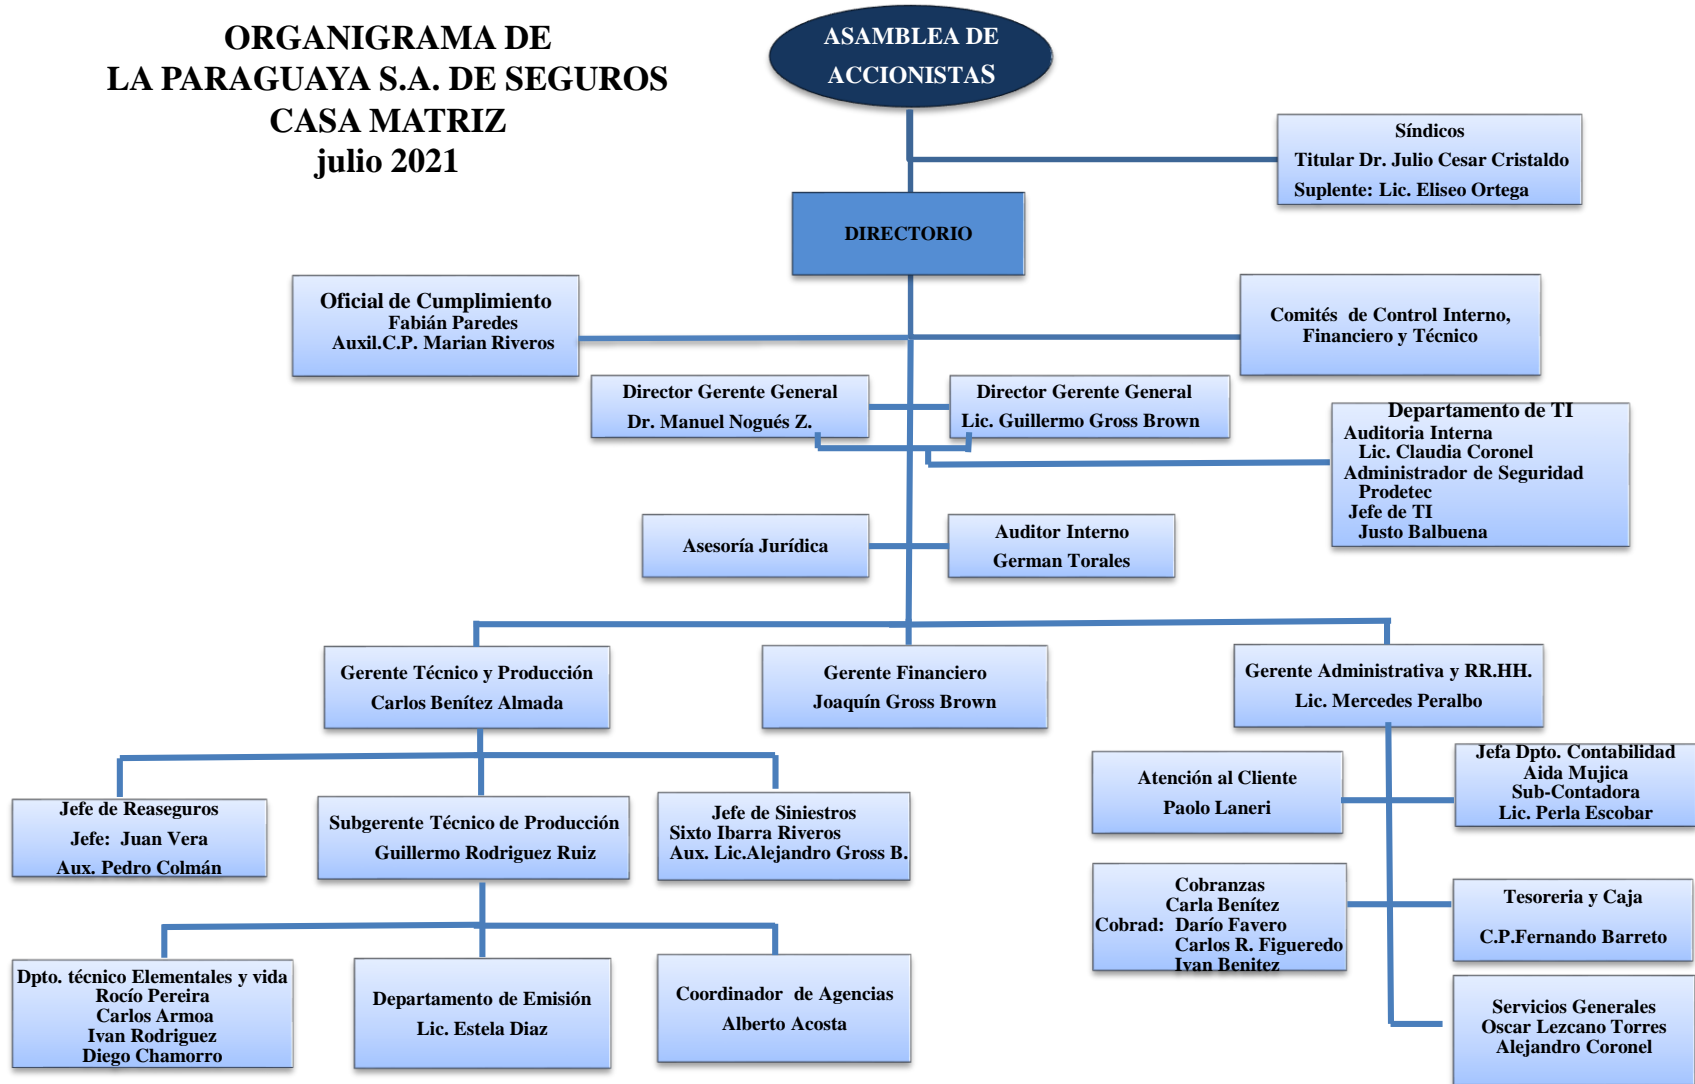 ORGANIGRAMA DE
LA PARAGUAYA S.A. DE SEGUROS
CASA MATRIZ
julio 2021
ASAMBLEA DE
ACCIONISTAS
Síndicos
Titular Dr. Julio Cesar Cristaldo
Suplente: Lic. Eliseo Ortega
DIRECTORIO
Oficial de Cumplimiento
Fabián Paredes
Auxil.C.P. Marian Riveros
Comités de Control Interno,
Financiero y Técnico
Director Gerente General
Dr. Manuel Nogués Z.
Director Gerente General
Lic. Guillermo Gross Brown
Departamento de TI
Auditoria Interna
Lic. Claudia Coronel
Administrador de Seguridad
Prodetec
Jefe de TI
Justo Balbuena
Asesoría Jurídica
Auditor Interno
German Torales
Gerente Técnico y Producción
Carlos Benítez Almada
Gerente Financiero
Joaquín Gross Brown
Gerente Administrativa y RR.HH.
Lic. Mercedes Peralbo
Jefe de Reaseguros
Jefe: Juan Vera
Aux. Pedro Colmán
Subgerente Técnico de Producción
Guillermo Rodriguez Ruiz
Jefe de Siniestros
Sixto Ibarra Riveros
Aux. Lic.Alejandro Gross B.
Atención al Cliente
Paolo Laneri
Jefa Dpto. Contabilidad
Aida Mujica
Sub-Contadora
Lic. Perla Escobar
Cobranzas
Carla Benítez
Cobrad: Darío Favero
Carlos R. Figueredo
Ivan Benitez
Tesoreria y Caja
C.P.Fernando Barreto
Dpto. técnico Elementales y vida
Rocío Pereira
Carlos Armoa
Ivan Rodriguez
Diego Chamorro
Departamento de Emisión
Lic. Estela Diaz
Coordinador de Agencias
Alberto Acosta
Servicios Generales
Oscar Lezcano Torres
Alejandro Coronel